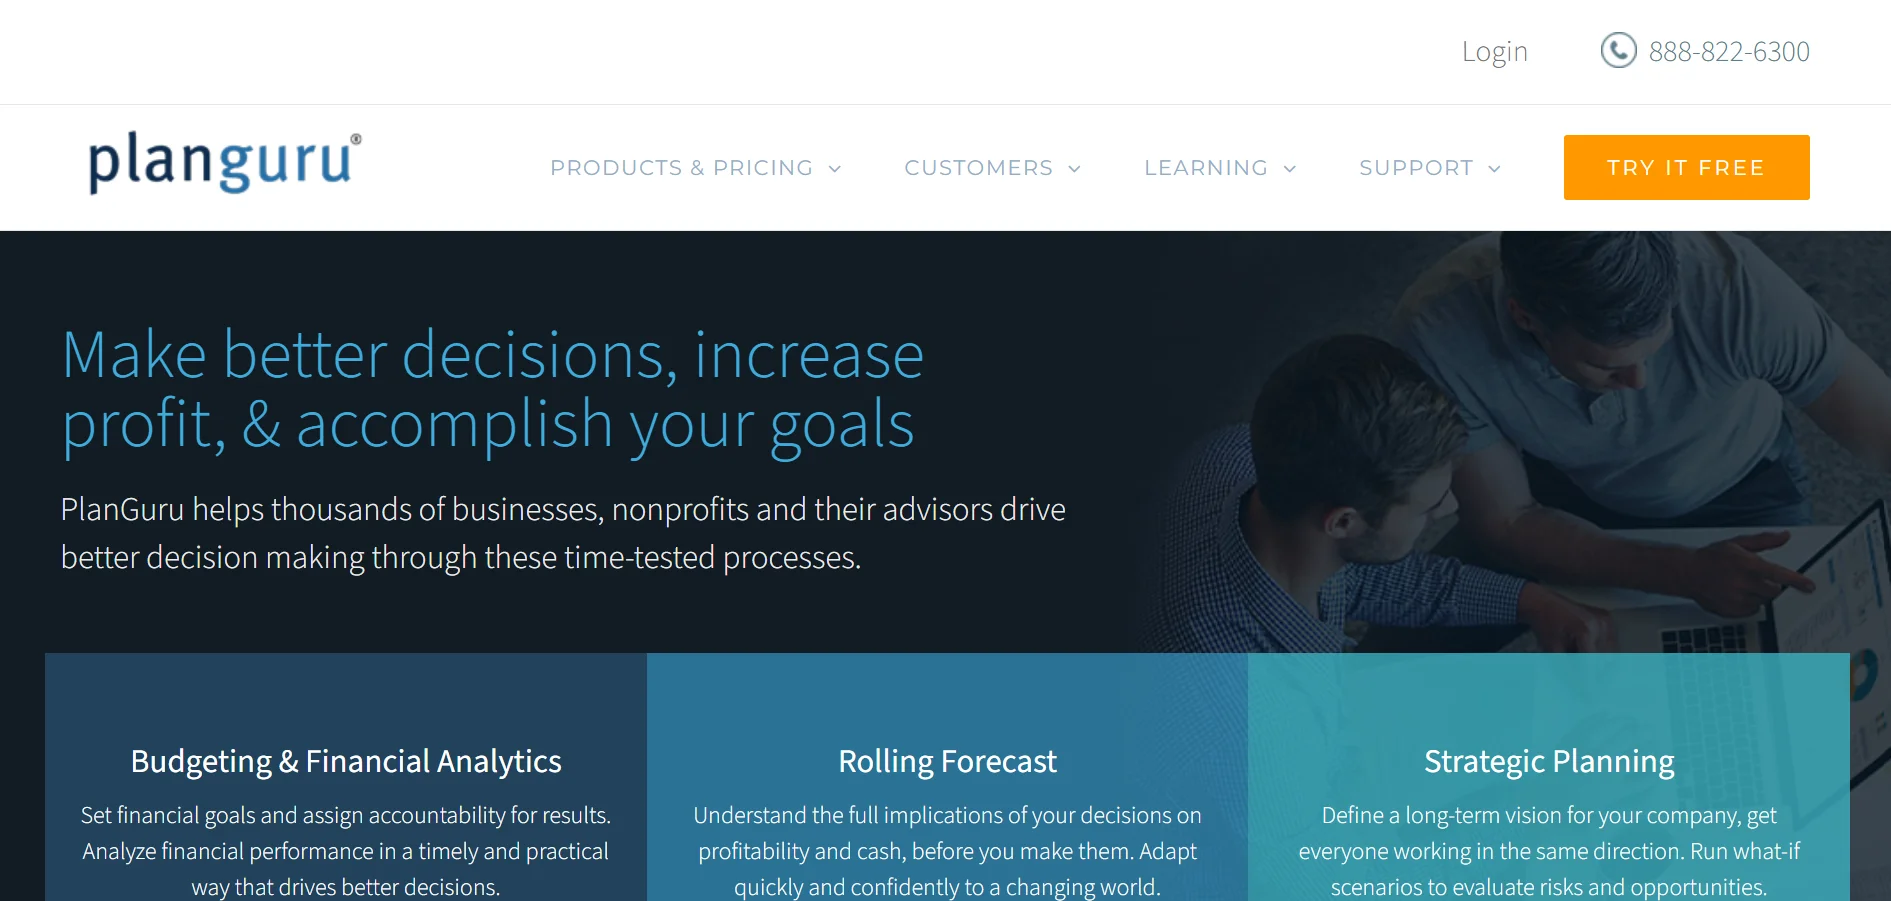 Login
888-822-6300
planguru®
PRODUCTS & PRICING
CUSTOMERS
LEARNING
SUPPORT
TRY IT FREE
Make better decisions, increase
profit, & accomplish your goals
PlanGuru helps thousands of businesses, nonprofits and their advisors drive
better decision making through these time-tested processes.
Budgeting & Financial Analytics
Set financial goals and assign accountability for results.
Analyze financial performance in a timely and practical
way that drives better decisions.
Rolling Forecast
Understand the full implications of your decisions on
profitability and cash, before you make them. Adapt
quickly and confidently to a changing world.
Strategic Planning
Define a long-term vision for your company, get
everyone working in the same direction. Run what-if
scenarios to evaluate risks and opportunities.